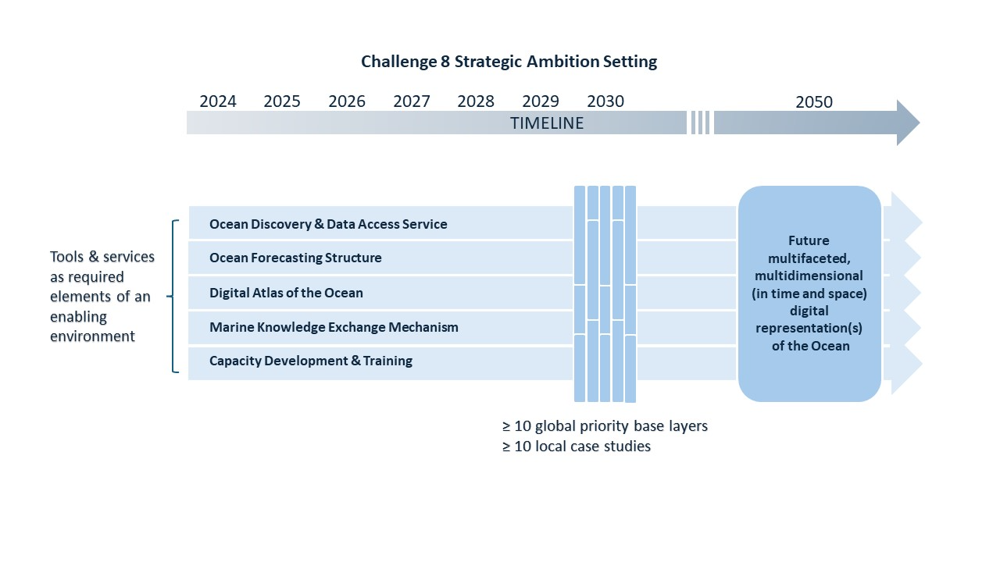 Challenge 8 Strategic Ambition Setting
2024 2025 2026 2027 2028 2029 2030 2050
TIMELINE
Tools & services
as required
elements of an
enabling
environment
Ocean Discovery & Data Access Service
Ocean Forecasting Structure
Digital Atlas of the Ocean
Marine Knowledge Exchange Mechanism
Capacity Development & Training
Future
multifaceted,
multidimensional
(in time and space)
digital
representation(s)
of the Ocean
≥ 10 global priority base layers
≥ 10 local case studies